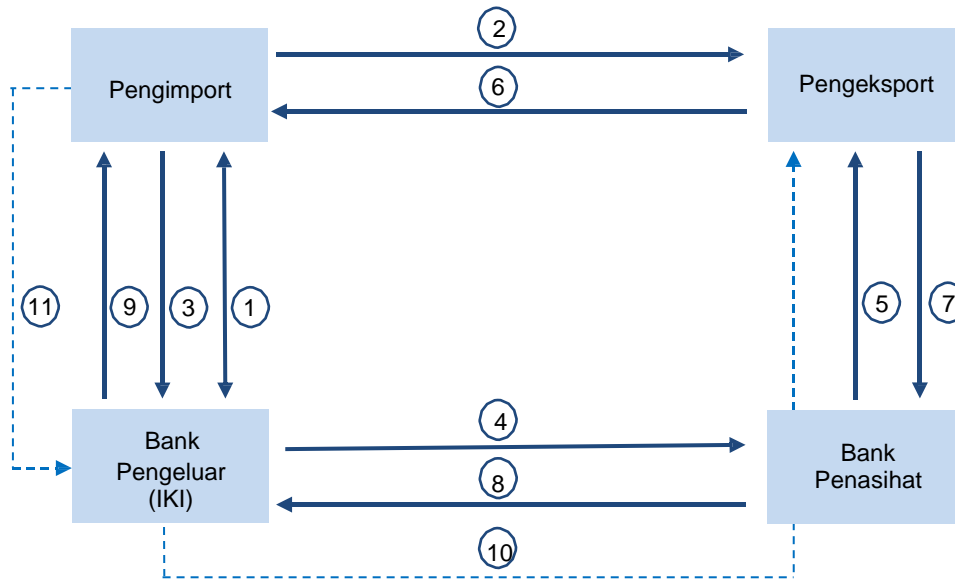 2
Pengimport
6
Pengeksport
11
9
3
1
5
7
Bank
Pengeluar
(IKI)
4
8
Bank
Penasihat
10